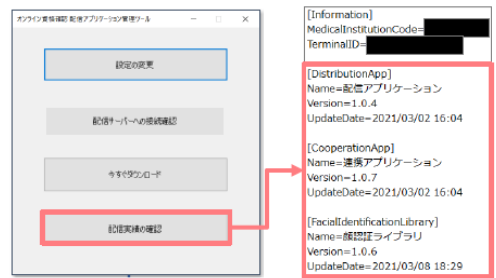 オンライン資格確認 配信アプリケーション管理ツール
設定の変更
配信サーバーへの接続確認
今すぐダウンロード
配信実績の確認
[Information]
MedicalInstitutionCode=
TerminalID=
[DistributionApp]
Name=配信アプリケーション
Version=1.0.4
UpdateDate=2021/03/02 16:04
[CooperationApp]
Name=連携アプリケーション
Version=1.0.7
UpdateDate=2021/03/02 16:04
[FacialIdentificationLibrary]
Name=顔認証ライブラリ
Version=1.0.6
UpdateDate=2021/03/08 18:29